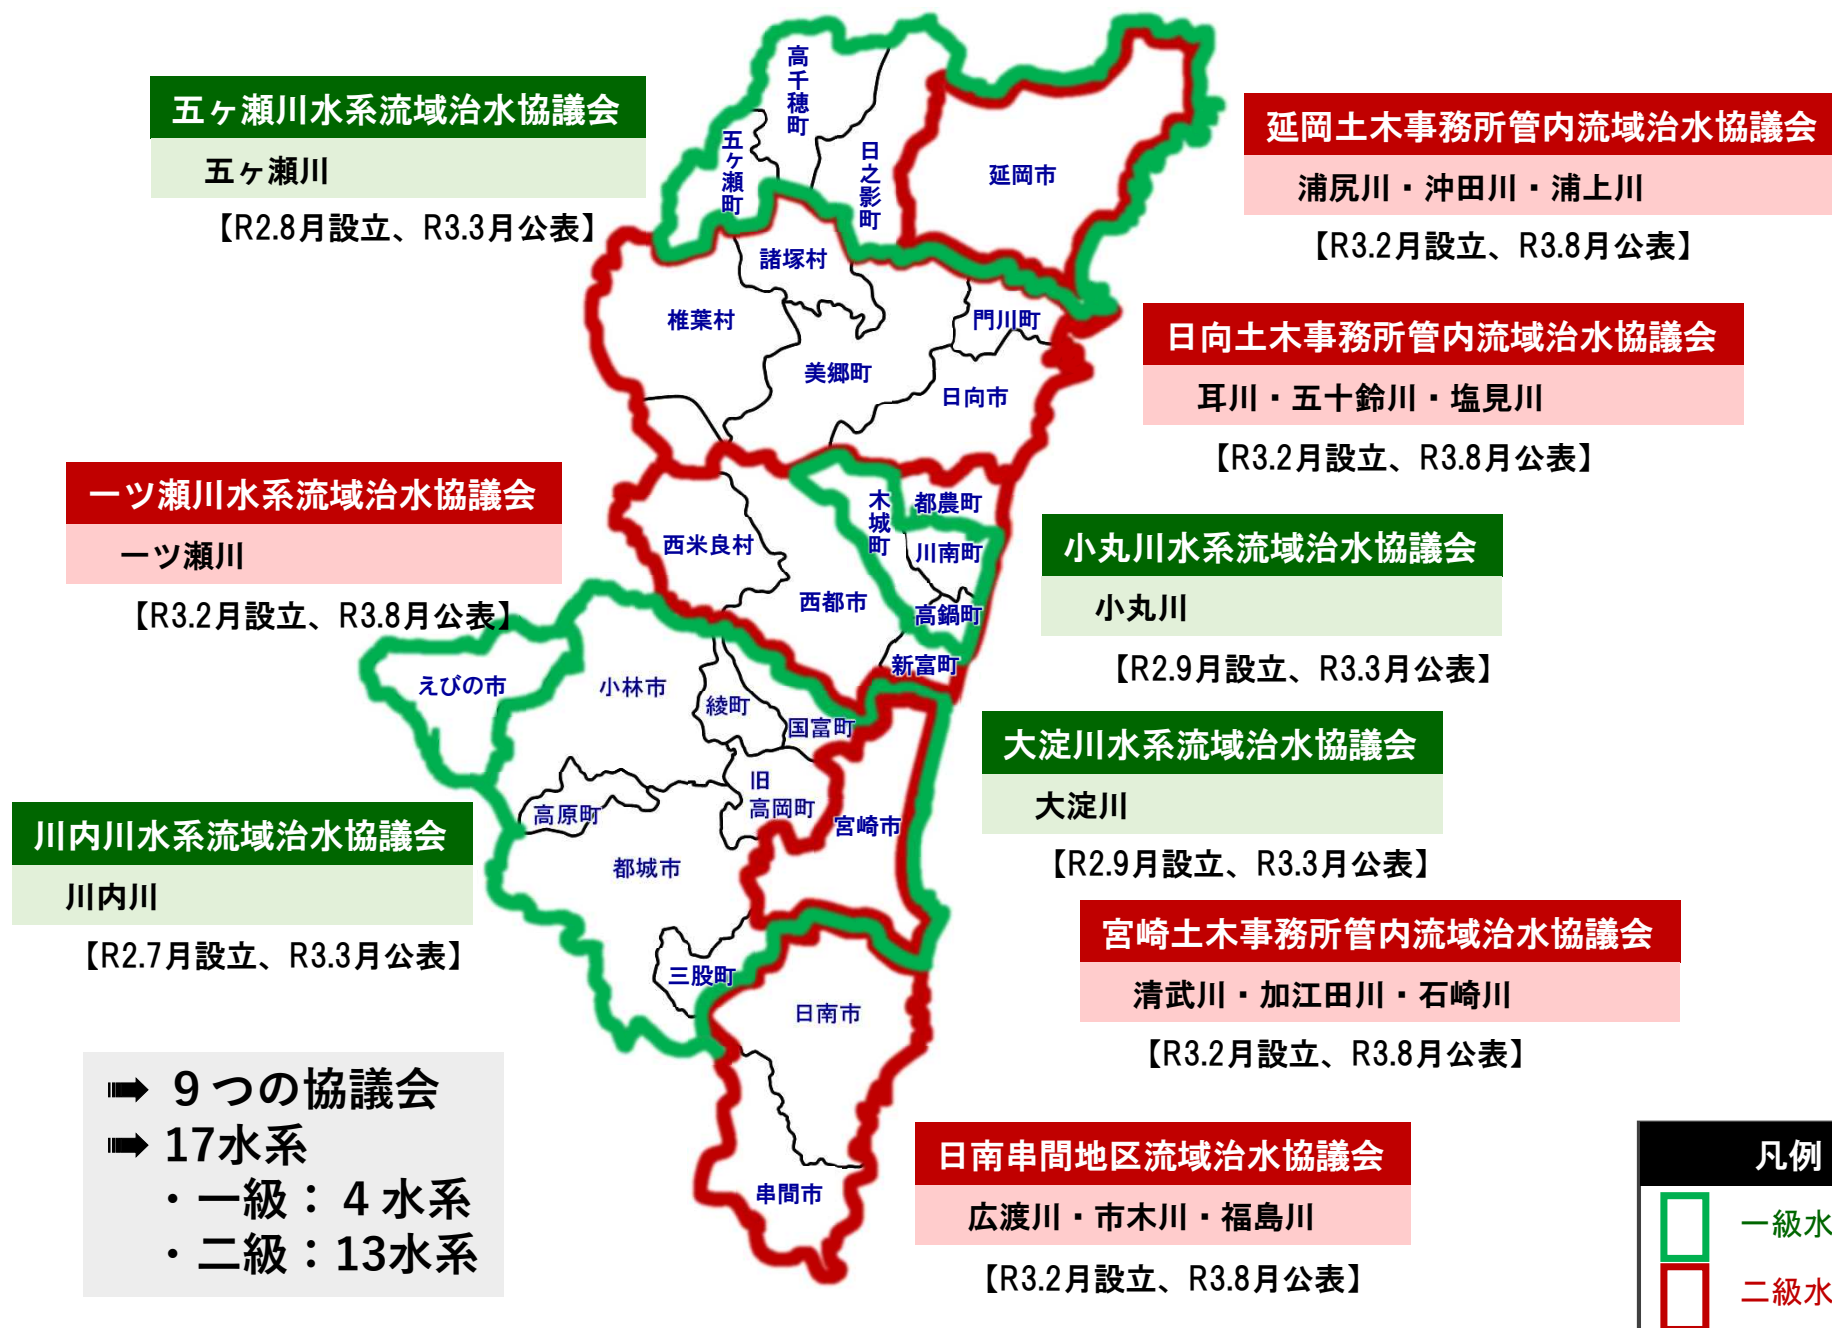 五ヶ瀬川水系流域治水協議会
五ヶ瀬川
【R2.8月設立、R3.3月公表】
延岡土木事務所管内流域治水協議会
浦尻川・沖田川・浦上川
【R3.2月設立、R3.8月公表】
日向土木事務所管内流域治水協議会
耳川・五十鈴川・塩見川
【R3.2月設立、R3.8月公表】
一ツ瀬川水系流域治水協議会
一ツ瀬川
【R3.2月設立、R3.8月公表】
小丸川水系流域治水協議会
小丸川
【R2.9月設立、R3.3月公表】
大淀川水系流域治水協議会
大淀川
【R2.9月設立、R3.3月公表】
川内川水系流域治水協議会
川内川
【R2.7月設立、R3.3月公表】
宮崎土木事務所管内流域治水協議会
清武川・加江田川・石崎川
【R3.2月設立、R3.8月公表】
日南串間地区流域治水協議会
広渡川・市木川・福島川
【R3.2月設立、R3.8月公表】
高千穂町
五ヶ瀬町
日之影町
延岡市
諸塚村
椎葉村
門川町
美郷町
日向市
木城町
都農町
西米良村
川南町
西都市
高鍋町
新富町
えびの市
小林市
綾町
国富町
旧
高岡町
高原町
宮崎市
都城市
三股町
日南市
串間市
➠ 9つの協議会
➠ 17水系
・一級：4水系
・二級：13水系
凡例
一級水
二級水